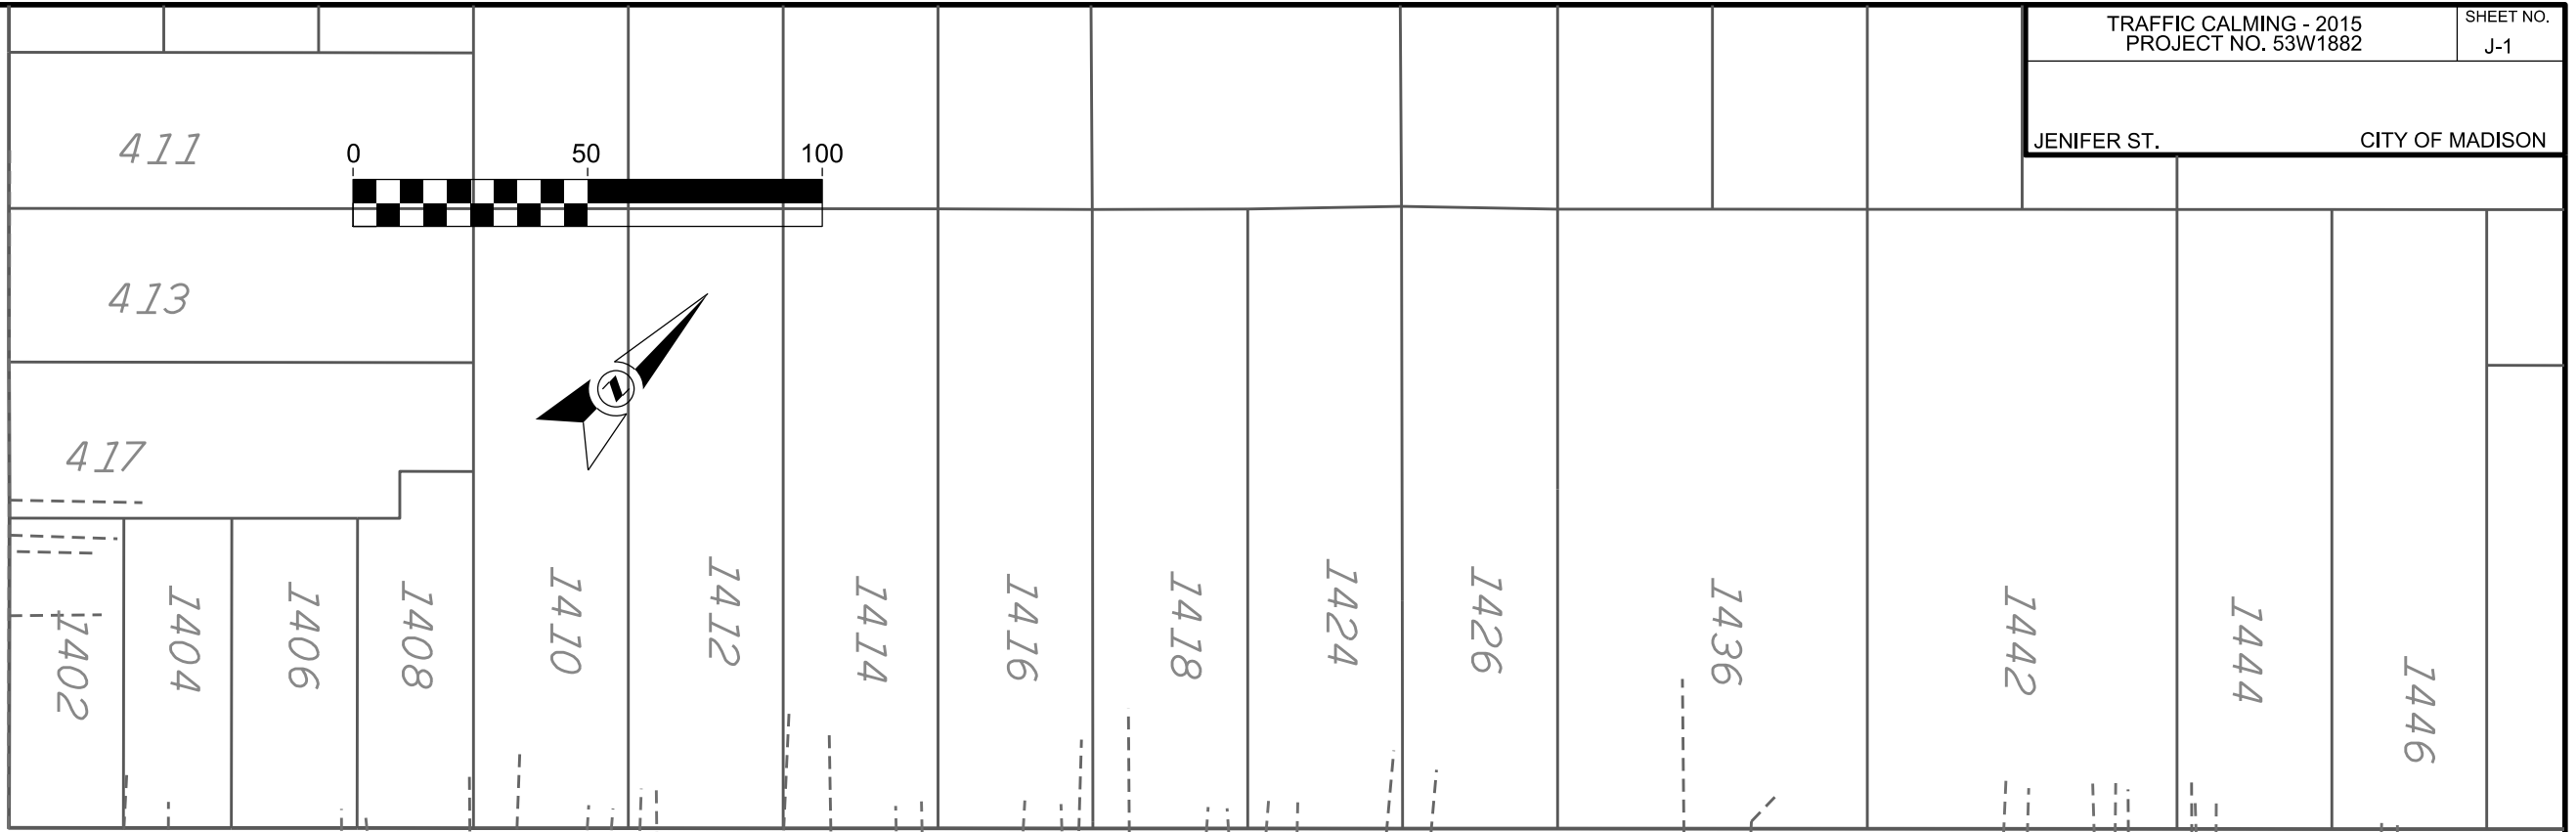 TRAFFIC CALMING - 2015
PROJECT NO. 53W1882
SHEET NO.
J-1
JENIFER ST.
CITY OF MADISON
411
0 50 100
413
417
1402
1404
1406
1408
1410
1412
1414
1416
1418
1424
1426
1436
1442
1444
1446